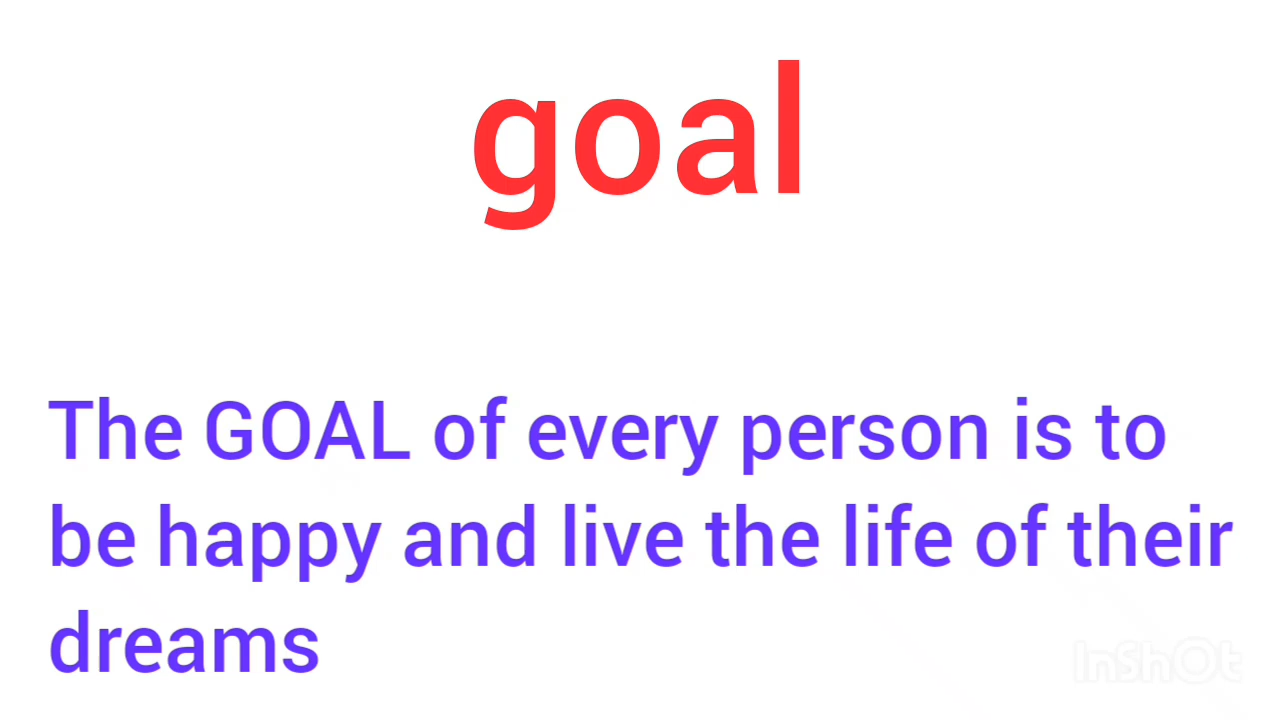 goal
The GOAL of every person is to
be happy and live the life of their
dreams
InShOt